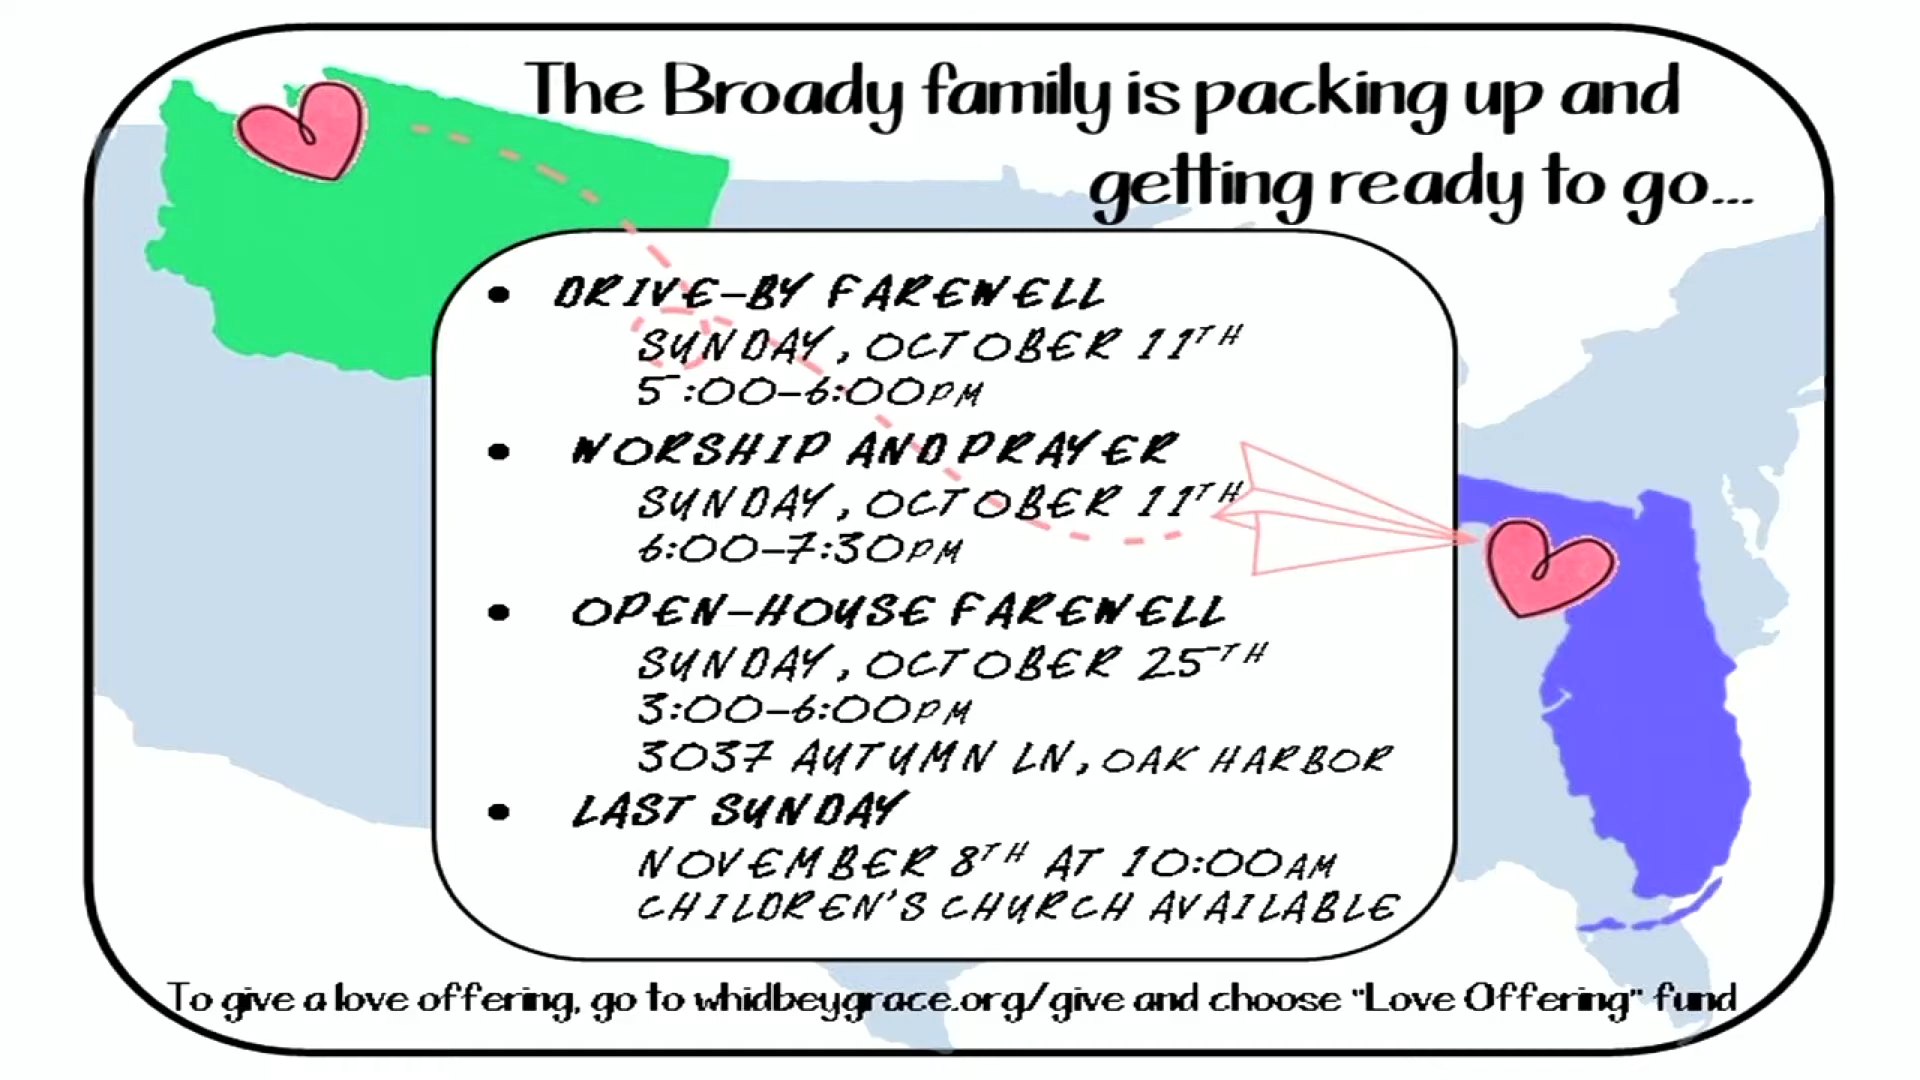 The Broady family is packing up and
getting ready to go...
• DRIVE-BY FAREWELL
SUNDAY, OCTOBER 11TH
5:00-6:00PM
• WORSHIP AND PRAYER
SUNDAY, OCTOBER 11TH
6:00-7:30PM
• OPEN-HOUSE FAREWELL
SUNDAY, OCTOBER 25TH
3:00-6:00PM
3037 AUTUMN LN, OAK HARBOR
• LAST SUNDAY
NOVEMBER 8TH AT 10:00AM
CHILDREN'S CHURCH AVAILABLE
To give a love offering, go to whidbeygrace.org/give and choose "Love Offering" fund